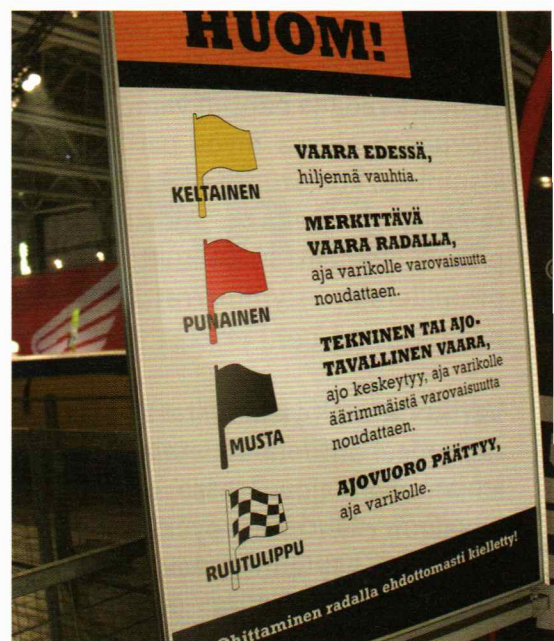 HUOM!
KELTAINEN
VAARA EDESSÄ,
hiljennä vauhtia.
PUNAINEN
MERKITTÄVÄ
VAARA RADALLA,
aja varikolle varovaisuutta
noudattaen.
MUSTA
TEKNINEN TAI AJO-
TAVALLINEN VAARA,
ajo keskeytyy, aja varikolle
äärimmäistä varovaisuutta
noudattaen.
RUUTULIPPU
AJOVUORO PÄÄTTYY,
aja varikolle.
Ohittaminen radalla ehdottomasti kielletty!